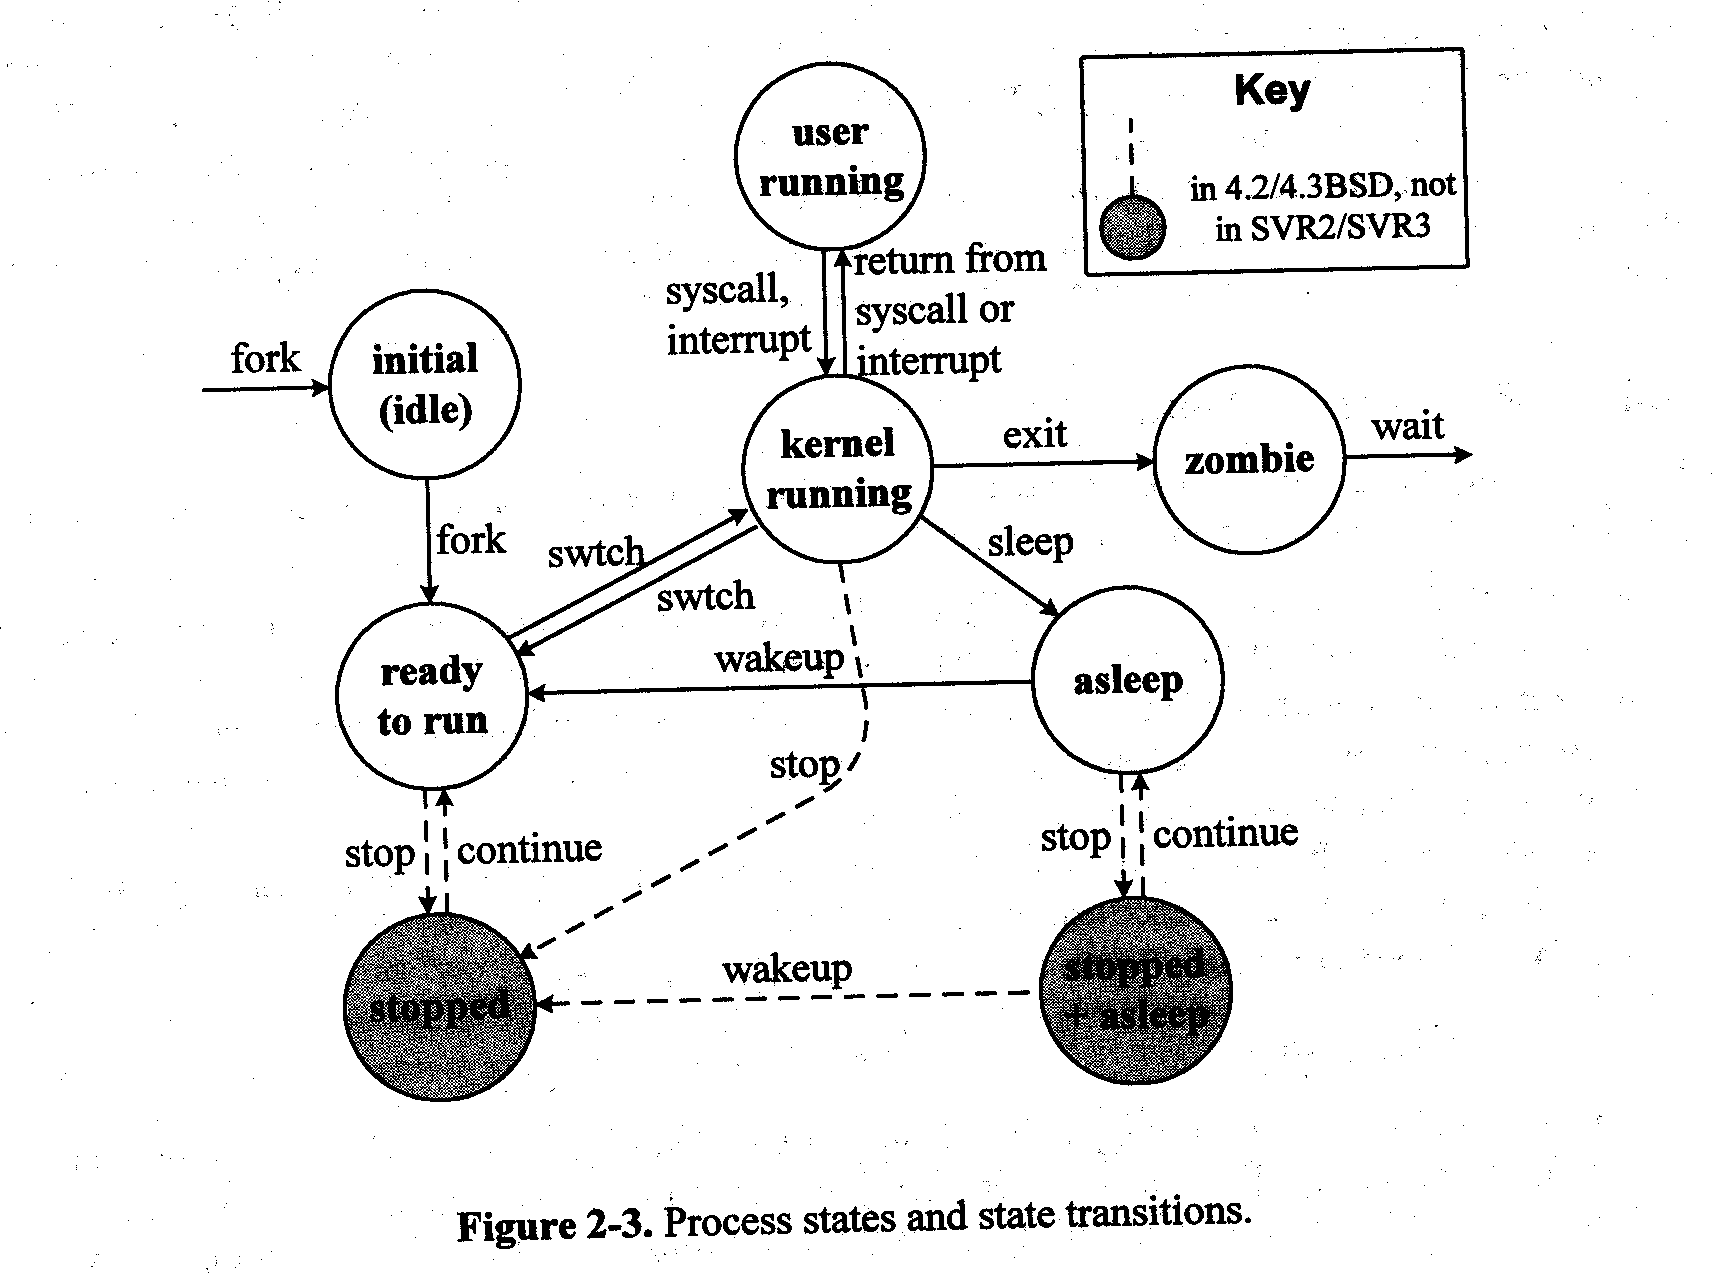 Key
in 4.2/4.3BSD, not
in SVR2/SVR3
user
running
syscall,
interrupt
return from
syscall or
interrupt
fork
initial
(idle)
fork
kernel
running
exit
zombie
wait
swtch
swtch
sleep
ready
to run
wakeup
asleep
stop
stop
continue
stop
continue
stopped
wakeup
stopped
+ asleep
Figure 2-3. Process states and state transitions.